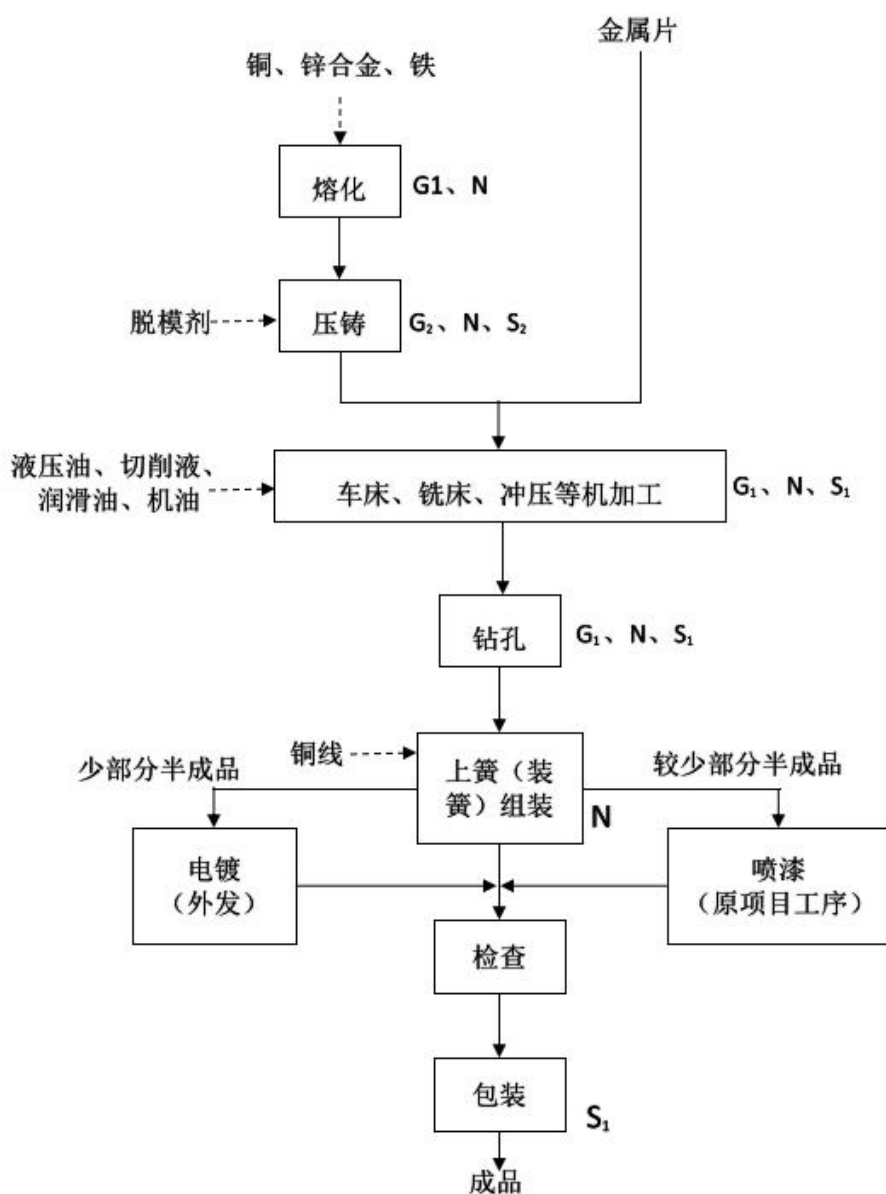 金属片
铜、锌合金、铁
熔化
G1、N
脱模剂
压铸
G₂、N、S₂
液压油、切削液、
润滑油、机油
车床、铣床、冲压等机加工
G₁、N、S₁
钻孔
G₁、N、S₁
铜线
少部分半成品
上簧（装
簧）组装
N
较少部分半成品
电镀
（外发）
喷漆
（原项目工序）
检查
包装
S₁
成品